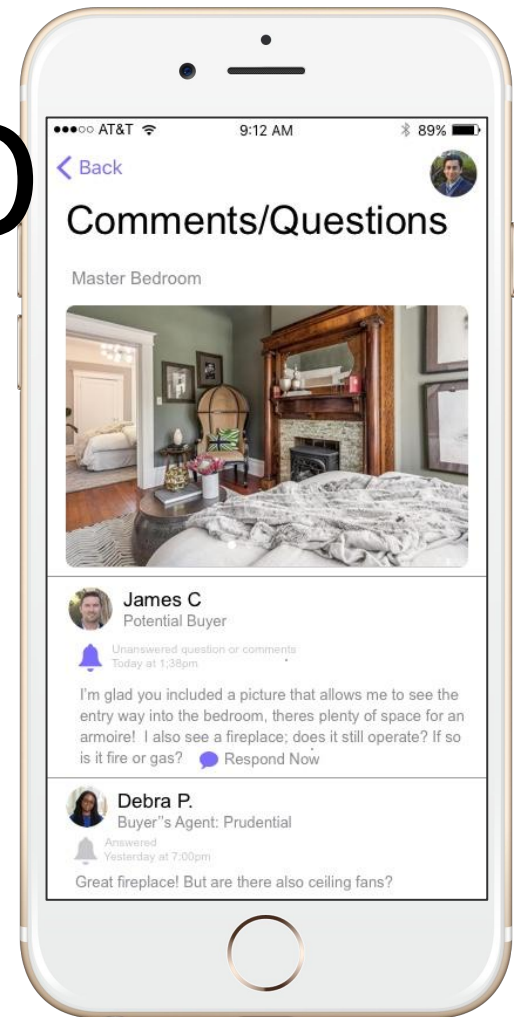 AT&T 9:12 AM 89%
Back
Comments/Questions
Master Bedroom
James C
Potential Buyer
Unanswered question or comments
Today at 1;38pm
I'm glad you included a picture that allows me to see the
entry way into the bedroom, theres plenty of space for an
armoire! I also see a fireplace; does it still operate? If so
is it fire or gas? Respond Now
Debra P.
Buyer"s Agent: Prudential
Answered
Yesterday at 7:00pm
Great fireplace! But are there also ceiling fans?